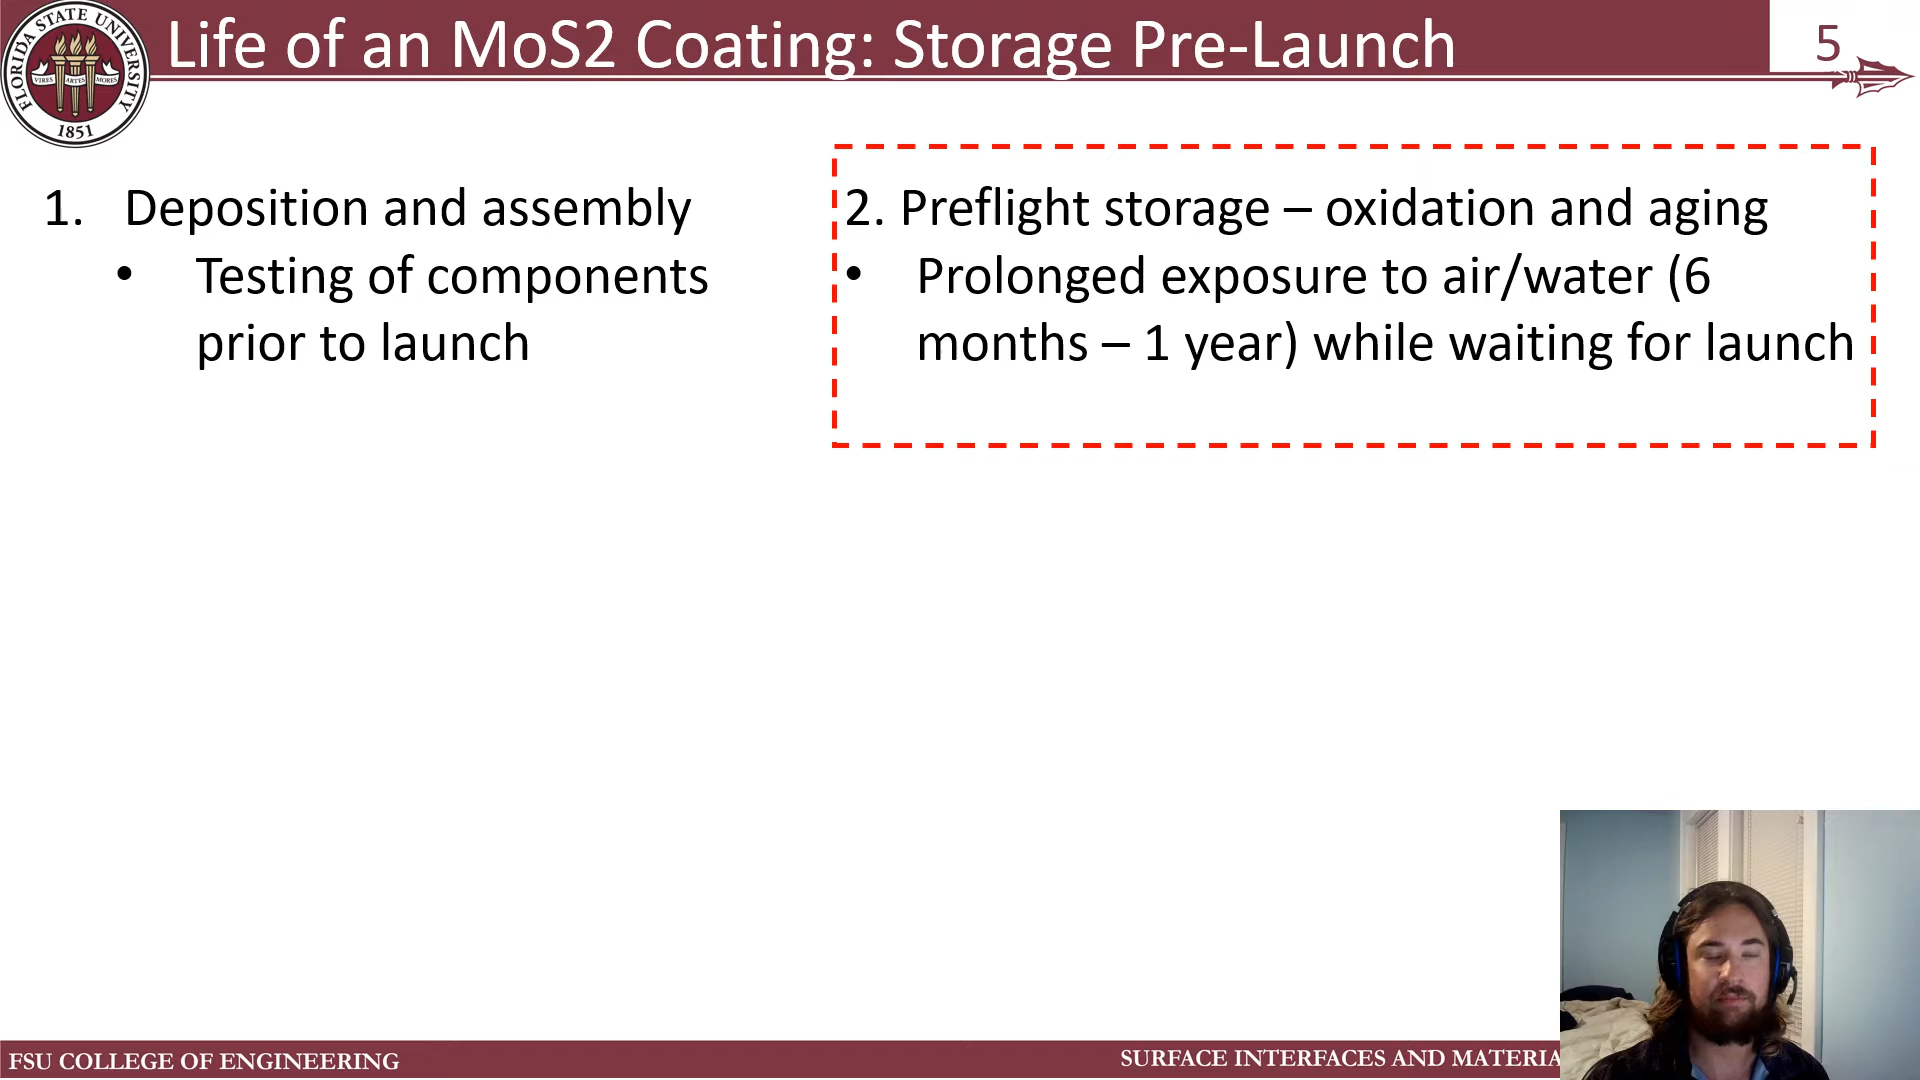 Life of an MoS2 Coating: Storage Pre-Launch
5
FLORIDA STATE UNIVERSITY
VIRES ARTES MORES
1851
1. Deposition and assembly
• Testing of components
prior to launch
2. Preflight storage – oxidation and aging
• Prolonged exposure to air/water (6
months – 1 year) while waiting for launch
FSU COLLEGE OF ENGINEERING
SURFACE INTERFACES AND MATERIA